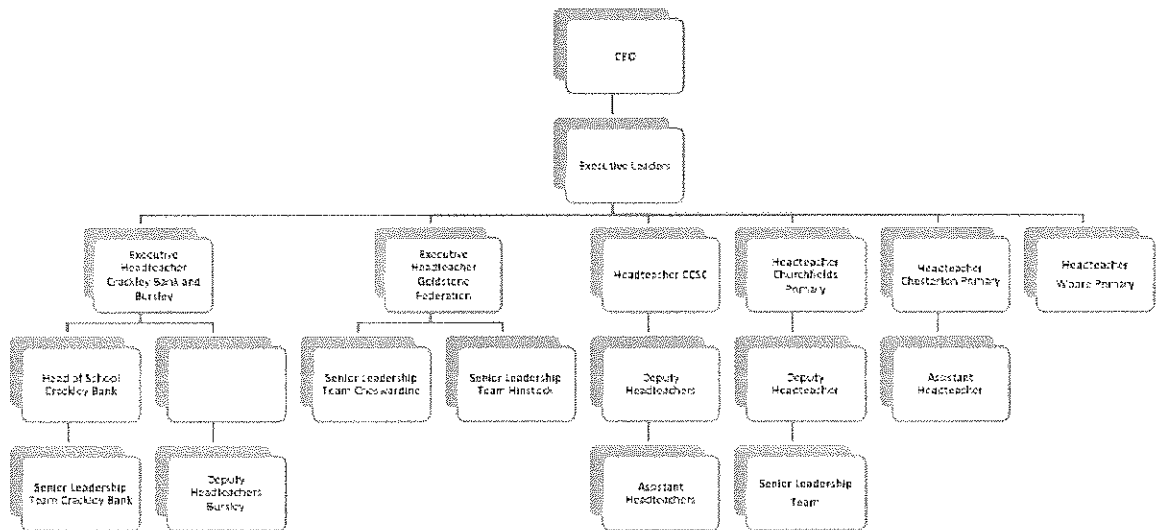 CEO
Executive Leaders
Executive
Headteacher
Crackley Bank and
Bursley
Executive
Headteacher
Goldstone
Federation
Headteacher CCSC
Headteacher
Churchfields
Primary
Headteacher
Chesterton Primary
Headteacher
Woore Primary
Head of School
Crackley Bank
Senior Leadership
Team Cheswardine
Senior Leadership
Team Hinstock
Deputy
Headteachers
Deputy
Headteacher
Assistant
Headteacher
Senior Leadership
Team Crackley Bank
Deputy
Headteachers
Bursley
Assistant
Headteachers
Senior Leadership
Team